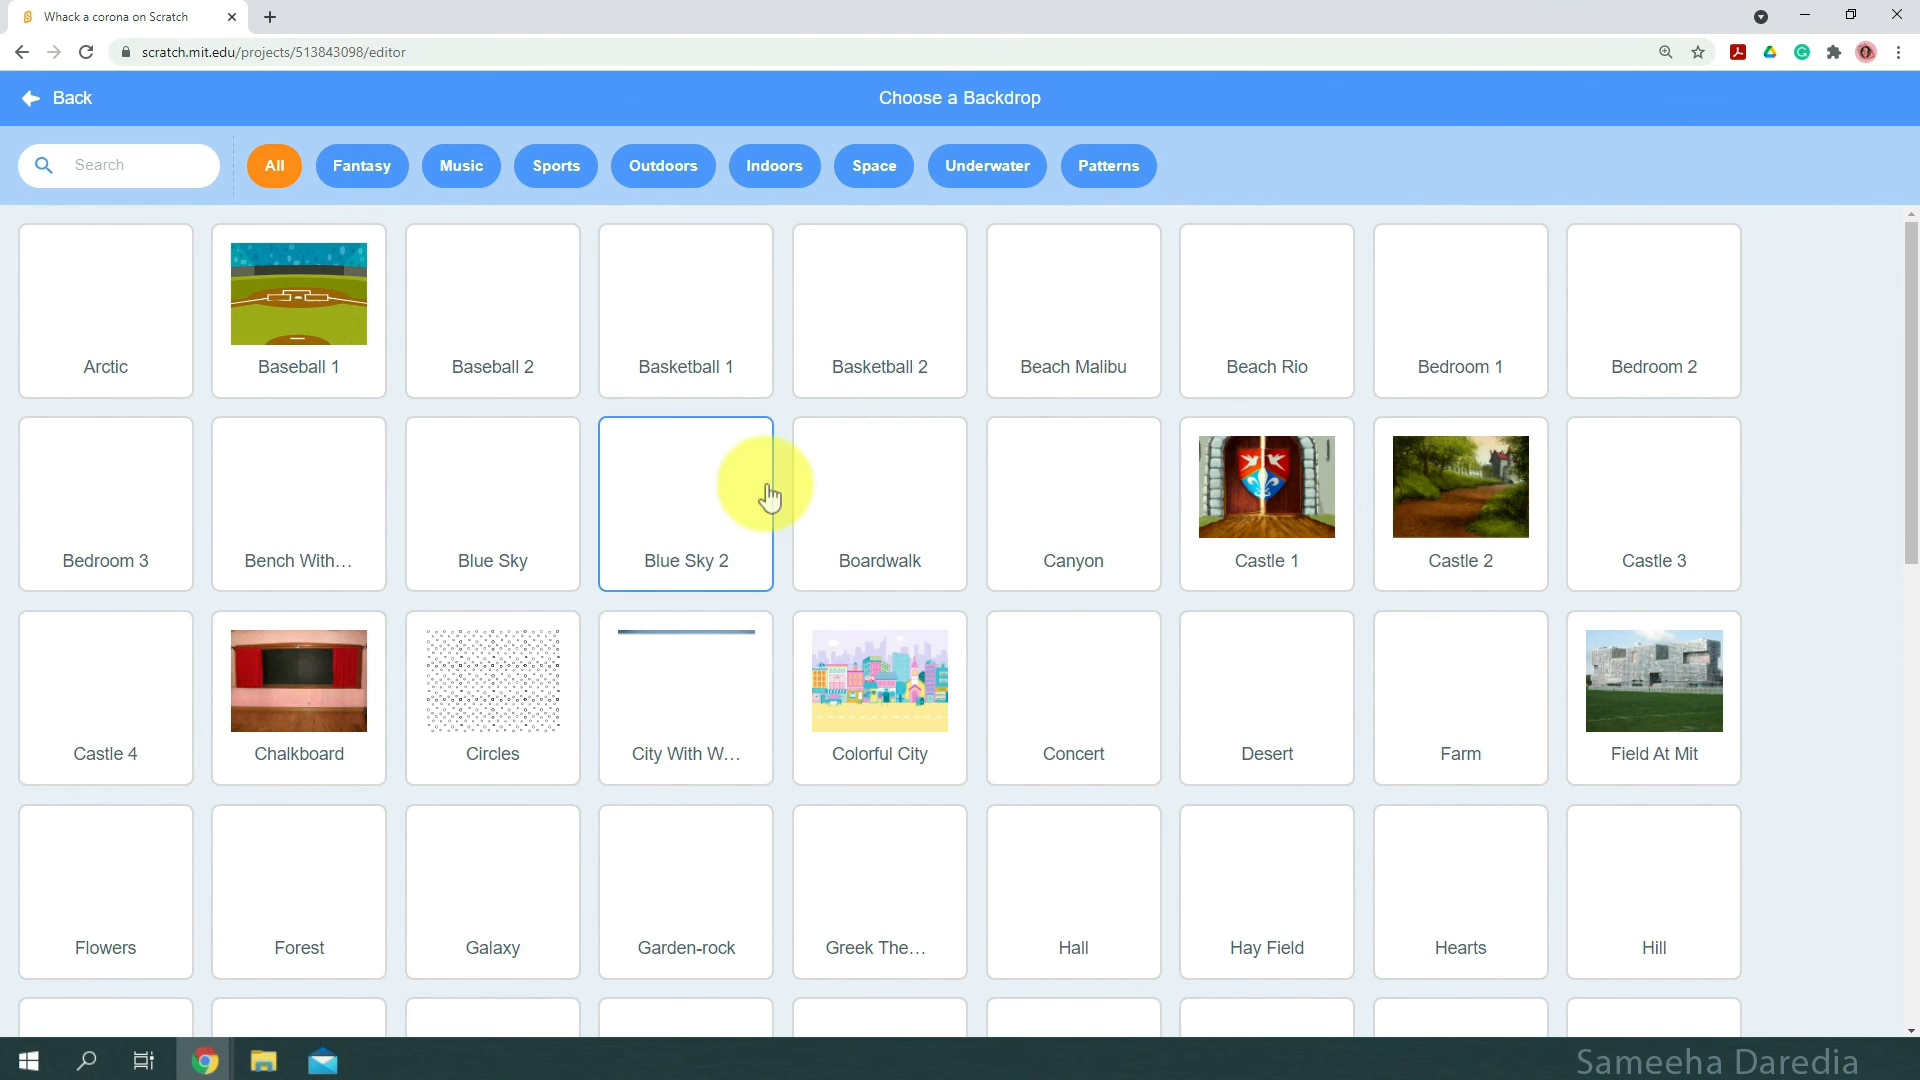 Whack a corona on Scratch
scratch.mit.edu/projects/513843098/editor
Back
Choose a Backdrop
Search
All
Fantasy
Music
Sports
Outdoors
Indoors
Space
Underwater
Patterns
Arctic
Baseball 1
Baseball 2
Basketball 1
Basketball 2
Beach Malibu
Beach Rio
Bedroom 1
Bedroom 2
Bedroom 3
Bench With...
Blue Sky
Blue Sky 2
Boardwalk
Canyon
Castle 1
Castle 2
Castle 3
Castle 4
Chalkboard
Circles
City With W...
Colorful City
Concert
Desert
Farm
Field At Mit
Flowers
Forest
Galaxy
Garden-rock
Greek The...
Hall
Hay Field
Hearts
Hill
Sameeha Daredia